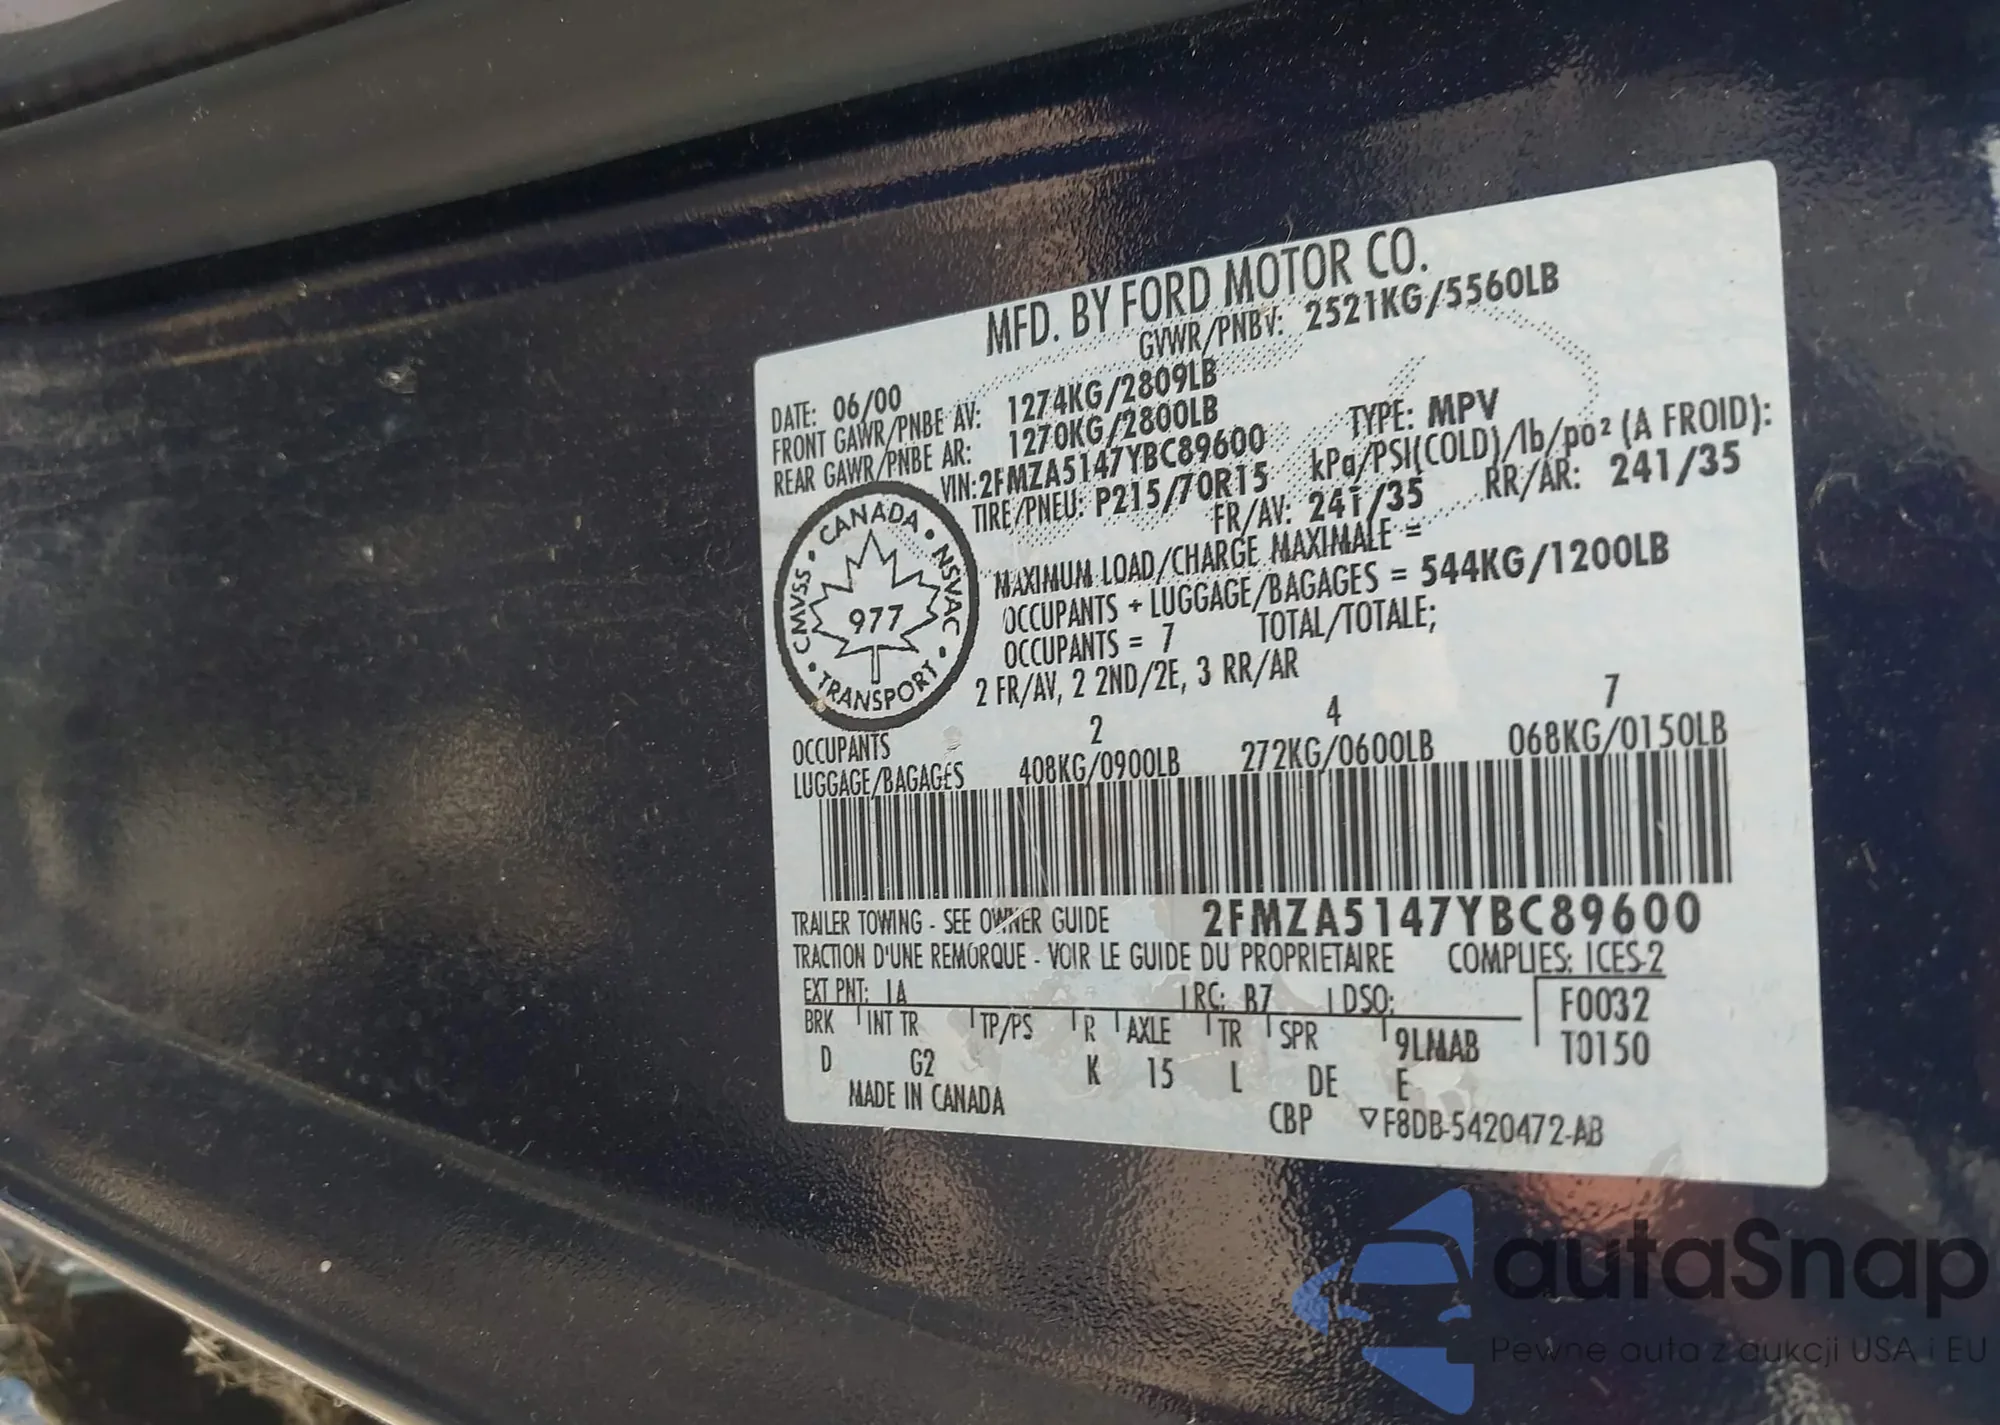 MFD. BY FORD MOTOR CO.
GVWR/PNBV: 2521KG/5560LB
DATE: 06/00
FRONT GAWR/PNBE AV: 1274KG/2809LB
REAR GAWR/PNBE AR: 1270KG/2800LB
VIN:2FMZA5147YBC89600 TYPE: MPV
TIRE/PNEU: P215/70R15 kPa/PSI(COLD)/lb/po² (A FROID):
FR/AV: 241/35 RR/AR: 241/35
MAXIMUM LOAD/CHARGE MAXIMALE =
OCCUPANTS + LUGGAGE/BAGAGES = 544KG/1200LB
OCCUPANTS = 7 TOTAL/TOTALE;
2 FR/AV, 2 2ND/2E, 3 RR/AR
CANADA • NSVAC • TRANSPORT • CMVSS •
977
OCCUPANTS 2 4 7
LUGGAGE/BAGAGES 408KG/0900LB 272KG/0600LB 068KG/0150LB
TRAILER TOWING - SEE OWNER GUIDE 2FMZA5147YBC89600
TRACTION D'UNE REMORQUE - VOIR LE GUIDE DU PROPRIETAIRE COMPLIES: ICES-2
EXT PNT: 1A RC: B7 DSO: F0032
BRK INT TR TP/PS R AXLE TR SPR 9LMAB T0150
D G2 K 15 L DE E
MADE IN CANADA
CBP ▽F8DB-5420472-AB
autaSnap
Pewne auta z aukcji USA i EU